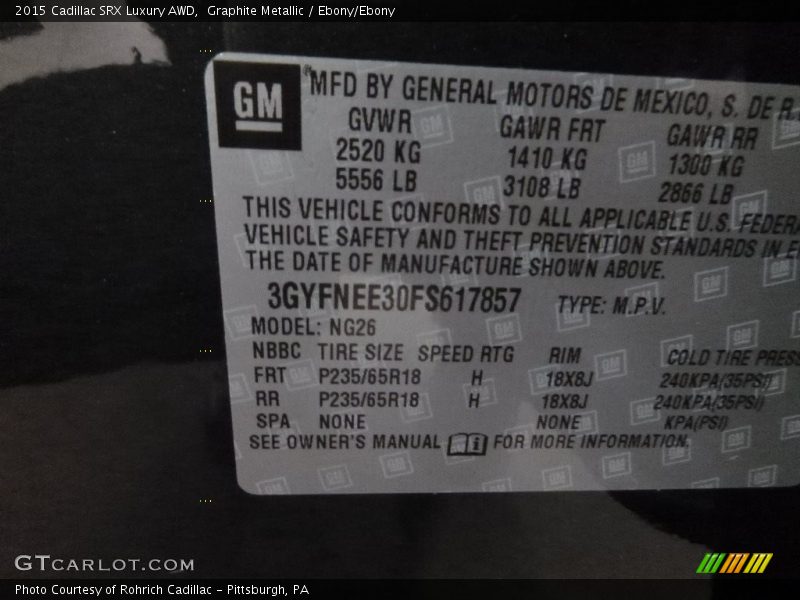 2015 Cadillac SRX Luxury AWD,  Graphite Metallic / Ebony/Ebony
GM
® MFD BY GENERAL MOTORS DE MEXICO, S. DE R.
GVWR GAWR FRT GAWR RR
2520 KG 1410 KG 1300 KG
5556 LB 3108 LB 2866 LB
THIS VEHICLE CONFORMS TO ALL APPLICABLE U.S. FEDERA
VEHICLE SAFETY AND THEFT PREVENTION STANDARDS IN E
THE DATE OF MANUFACTURE SHOWN ABOVE.
3GYFNEE30FS617857 TYPE: M.P.V.
MODEL: NG26
NBBC TIRE SIZE SPEED RTG RIM COLD TIRE PRESS
FRT P235/65R18 H 18X8J 240KPA(35PSI)
RR P235/65R18 H 18X8J 240KPA(35PSI)
SPA NONE NONE KPA(PSI)
SEE OWNER'S MANUAL FOR MORE INFORMATION.
GTCARLOT.COM
Photo Courtesy of Rohrich Cadillac - Pittsburgh, PA